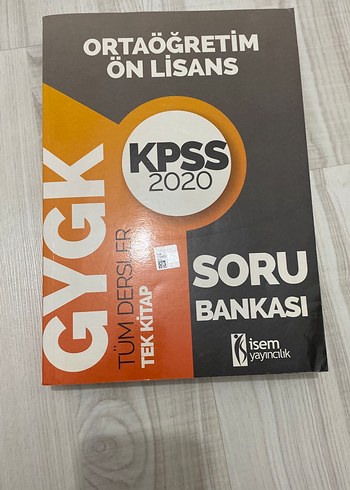 ORTAÖĞRETİM
ÖN LİSANS
KPSS
2020
GYGK
TÜM DERSLER
TEK KİTAP
SORU
BANKASI
isem
yayıncılık